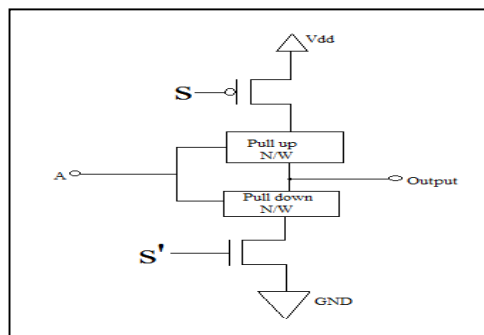 Vdd
S
Pull up
N/W
A
Output
Pull down
N/W
S'
GND